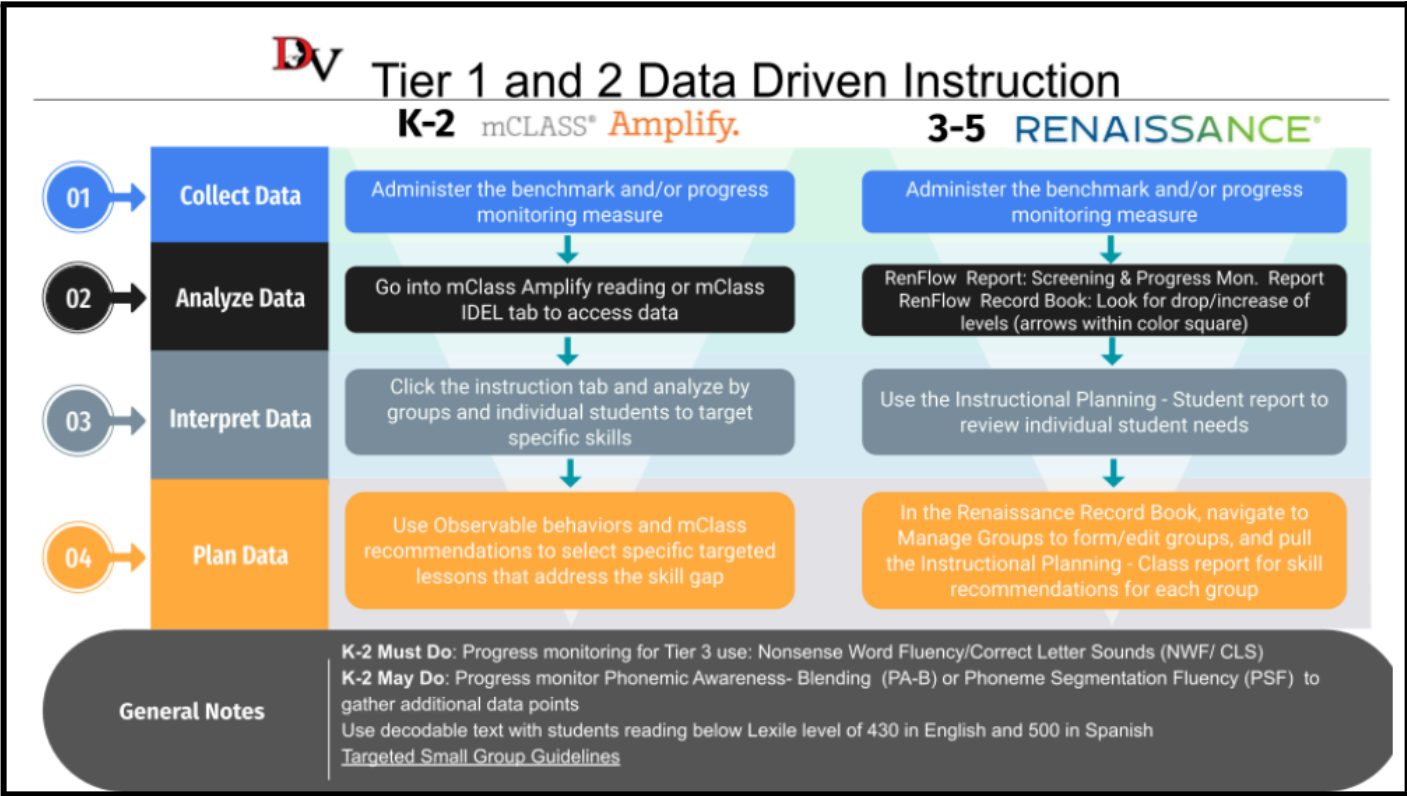 DV
Tier 1 and 2 Data Driven Instruction
K-2 mCLASS® Amplify.
3-5 RENAISSANCE®
01
Collect Data
Administer the benchmark and/or progress
monitoring measure
Administer the benchmark and/or progress
monitoring measure
02
Analyze Data
Go into mClass Amplify reading or mClass
IDEL tab to access data
RenFlow Report: Screening & Progress Mon. Report
RenFlow Record Book: Look for drop/increase of
levels (arrows within color square)
03
Interpret Data
Click the instruction tab and analyze by
groups and individual students to target
specific skills
Use the Instructional Planning - Student report to
review individual student needs
04
Plan Data
Use Observable behaviors and mClass
recommendations to select specific targeted
lessons that address the skill gap
In the Renaissance Record Book, navigate to
Manage Groups to form/edit groups, and pull
the Instructional Planning - Class report for skill
recommendations for each group
General Notes
K-2 Must Do: Progress monitoring for Tier 3 use: Nonsense Word Fluency/Correct Letter Sounds (NWF/ CLS)
K-2 May Do: Progress monitor Phonemic Awareness- Blending (PA-B) or Phoneme Segmentation Fluency (PSF) to
gather additional data points
Use decodable text with students reading below Lexile level of 430 in English and 500 in Spanish
Targeted Small Group Guidelines